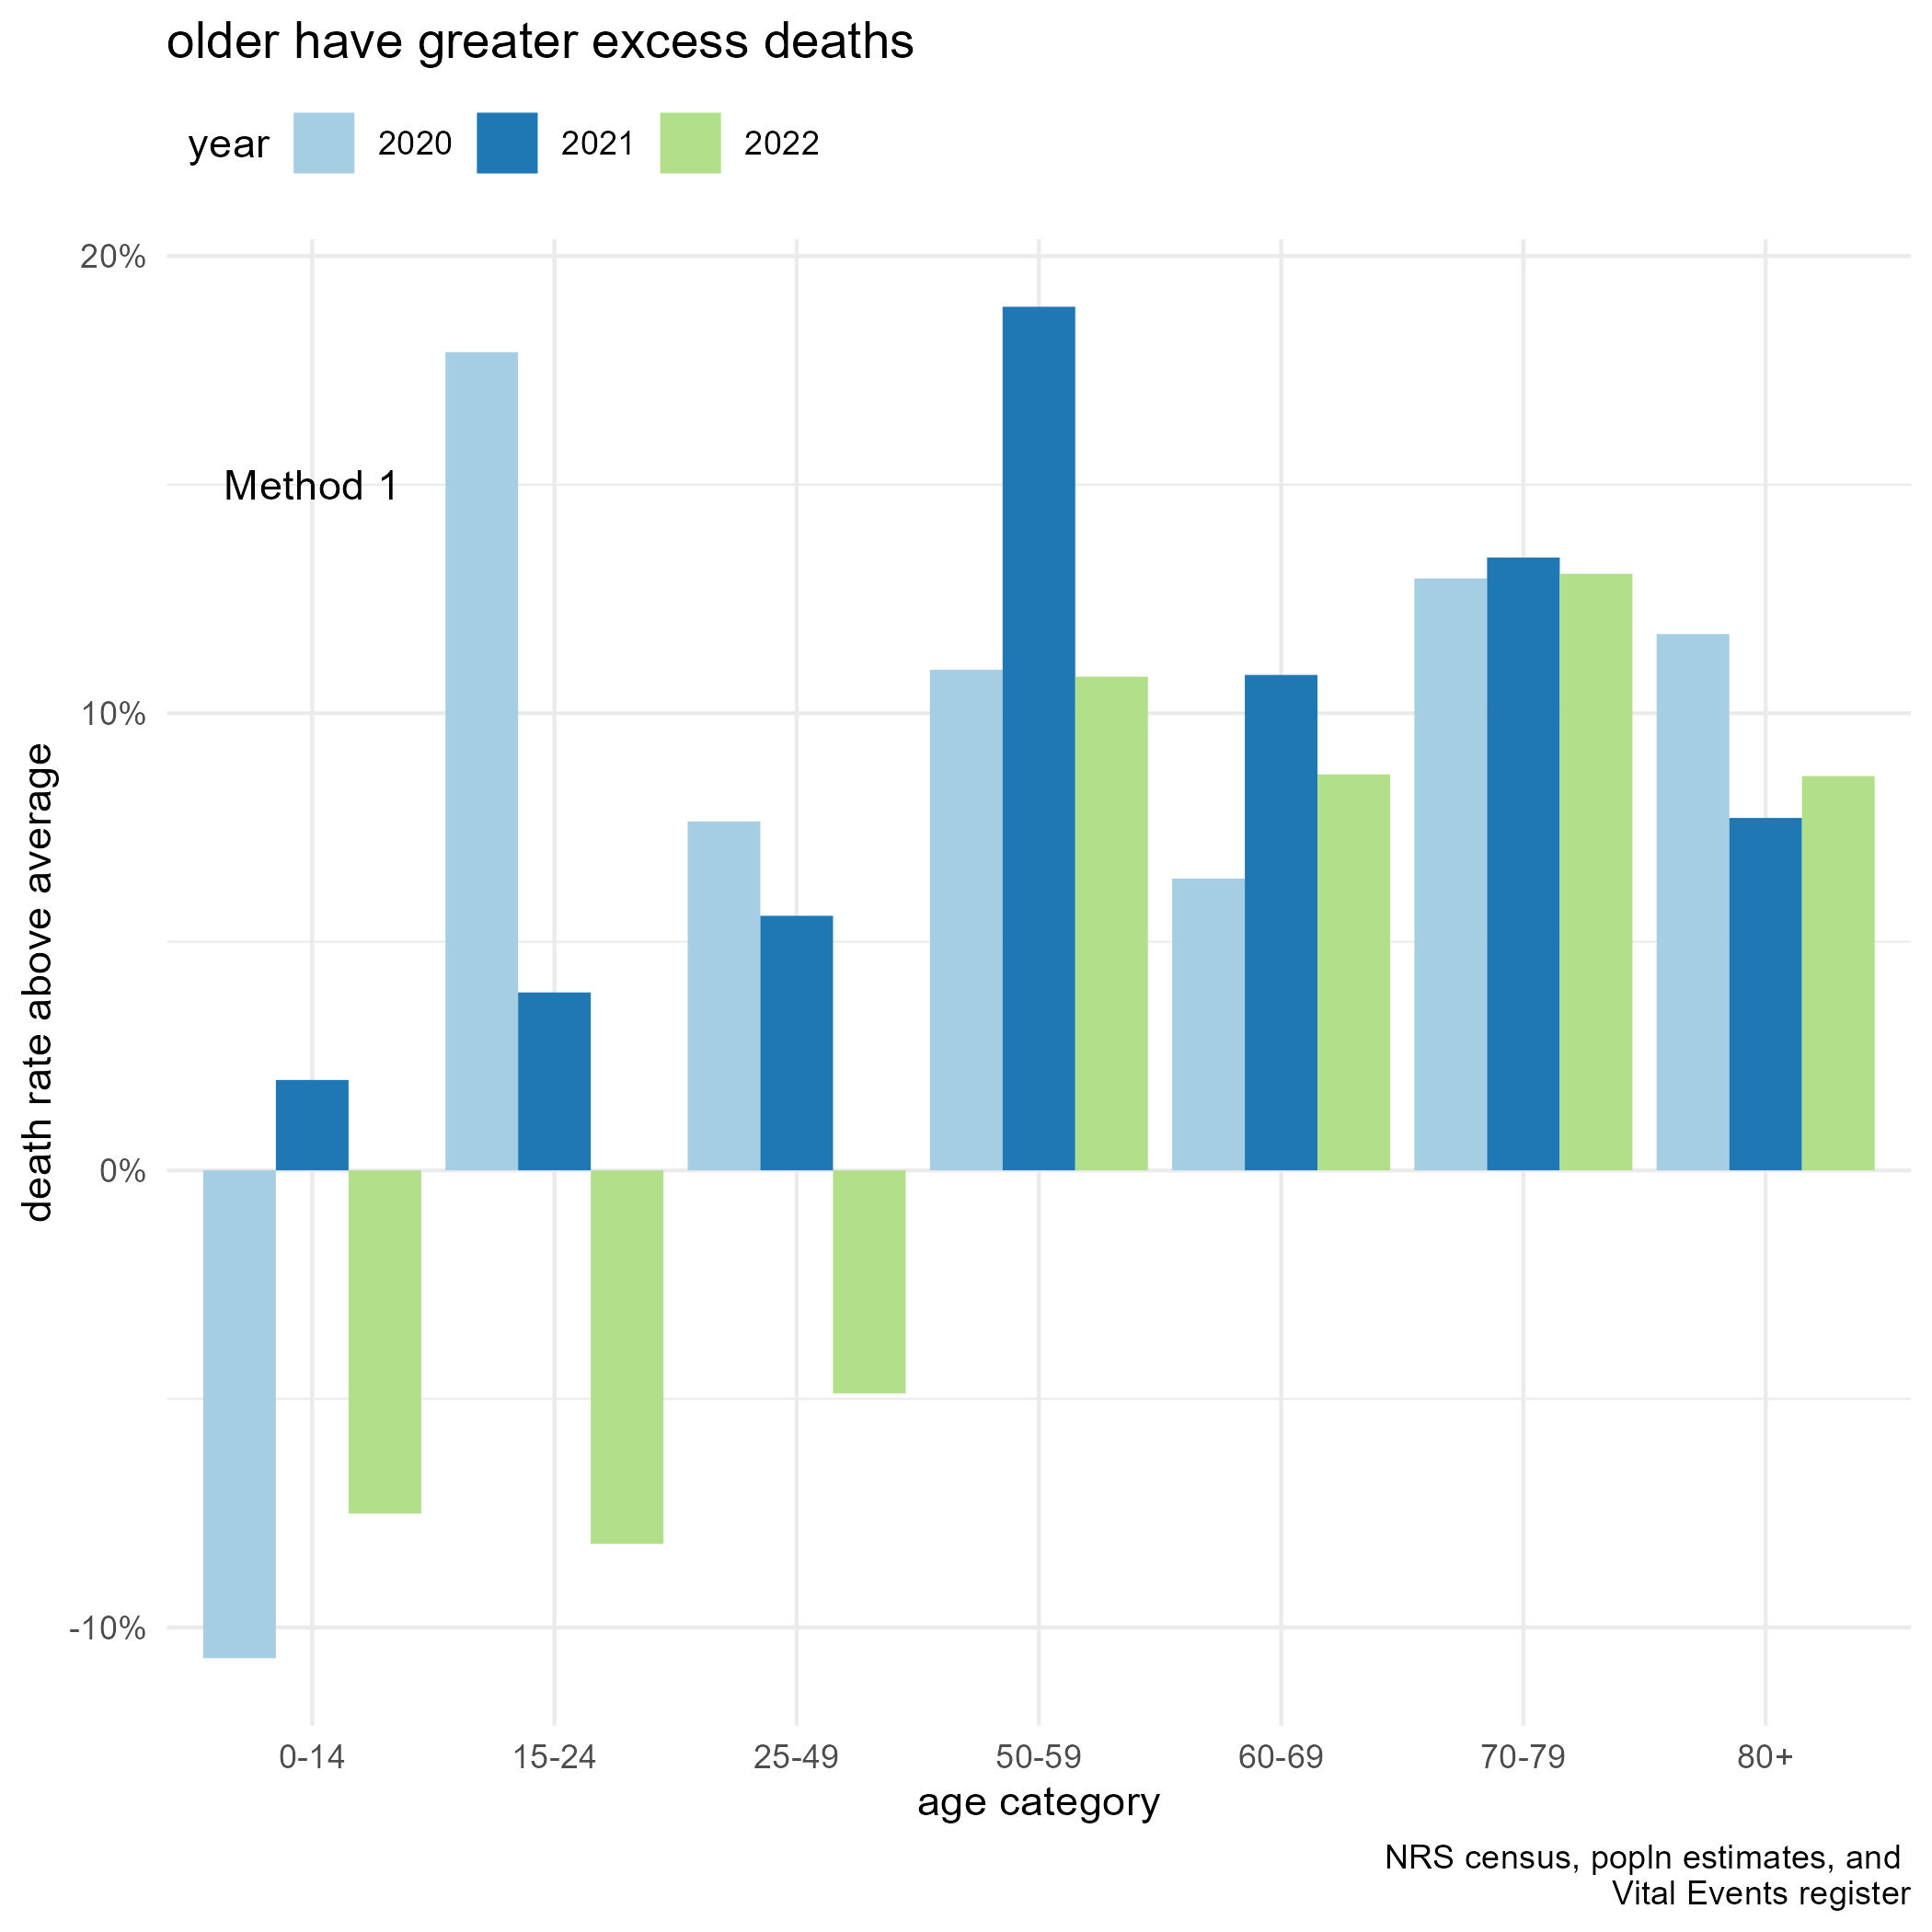 older have greater excess deaths
year 2020 2021 2022
20%
Method 1
10%
death rate above average
0%
-10%
0-14 15-24 25-49 50-59 60-69 70-79 80+
age category
NRS census, popln estimates, and
Vital Events register